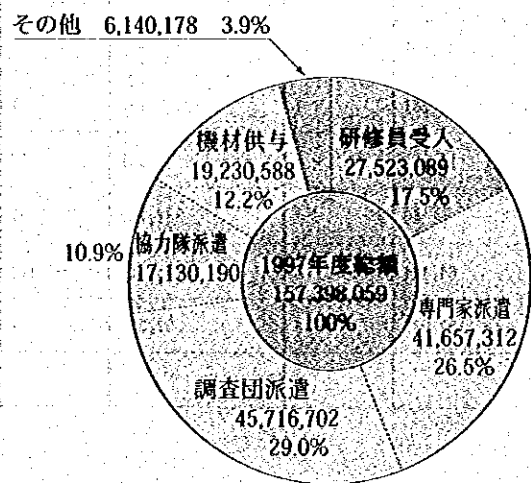 その他 6,140,178 3.9%
機材供与
19,230,588
12.2%
研修員受入
27,523,089
17.5%
10.9%
協力隊派遣
17,130,190
1997年度総額
157,398,059
100%
専門家派遣
41,657,312
26.5%
調査団派遣
45,716,702
29.0%